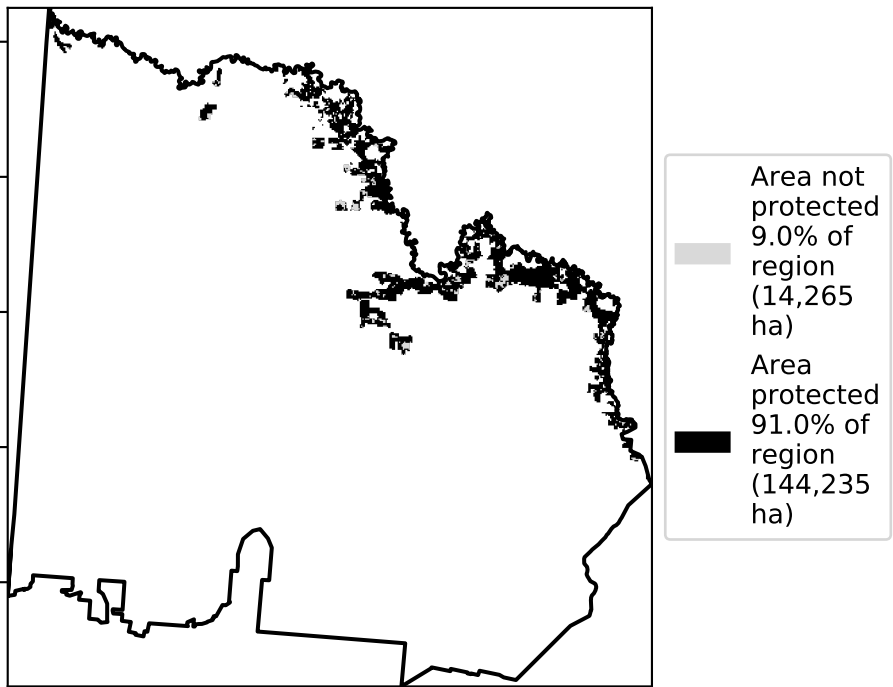 Area not
protected
9.0% of
region
(14,265
ha)
Area
protected
91.0% of
region
(144,235
ha)